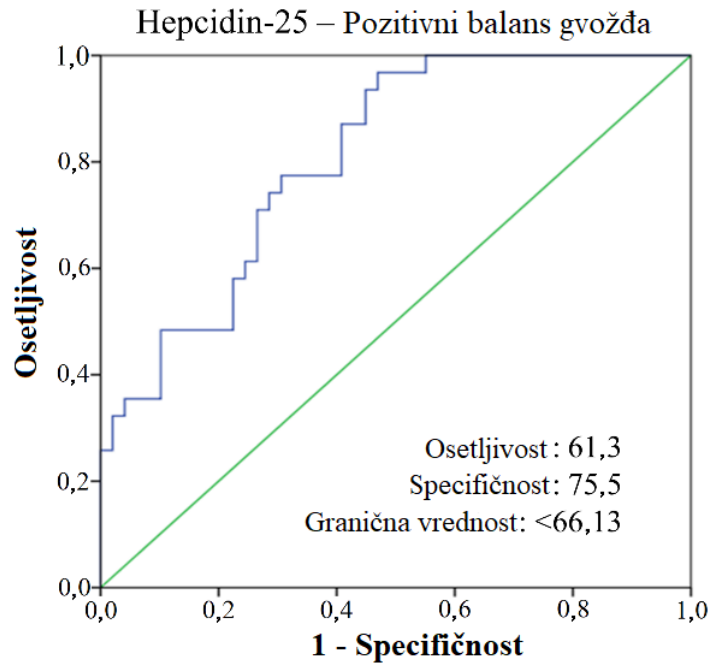 Hepcidin-25 – Pozitivni balans gvožđa
1,0
0,8
0,6
0,4
0,2
0,0
Osetljivost
Osetljivost: 61,3
Specifičnost: 75,5
Granična vrednost: <66,13
0,0 0,2 0,4 0,6 0,8 1,0
1 - Specifičnost